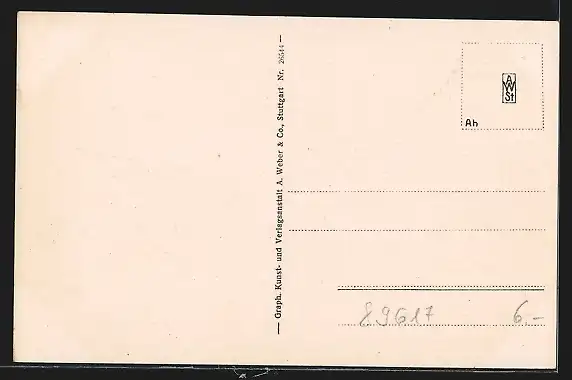 — Graph. Kunst- und Verlagsanstalt A. Weber & Co., Stuttgart Nr. 26544 —
A
W
St
Ah
89617
6.-